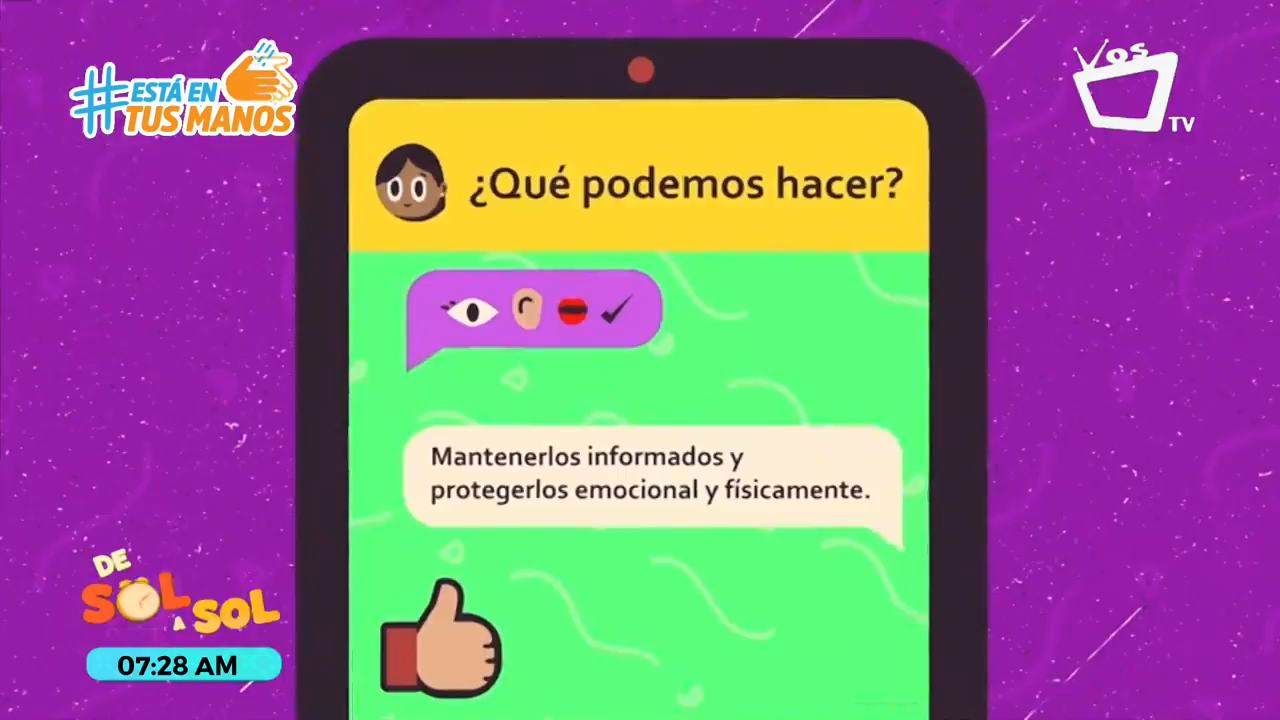 #ESTÁ EN
TUS MANOS
VOS
TV
¿Qué podemos hacer?
Mantenerlos informados y
protegerlos emocional y físicamente.
DE
SOL
A SOL
07:28 AM